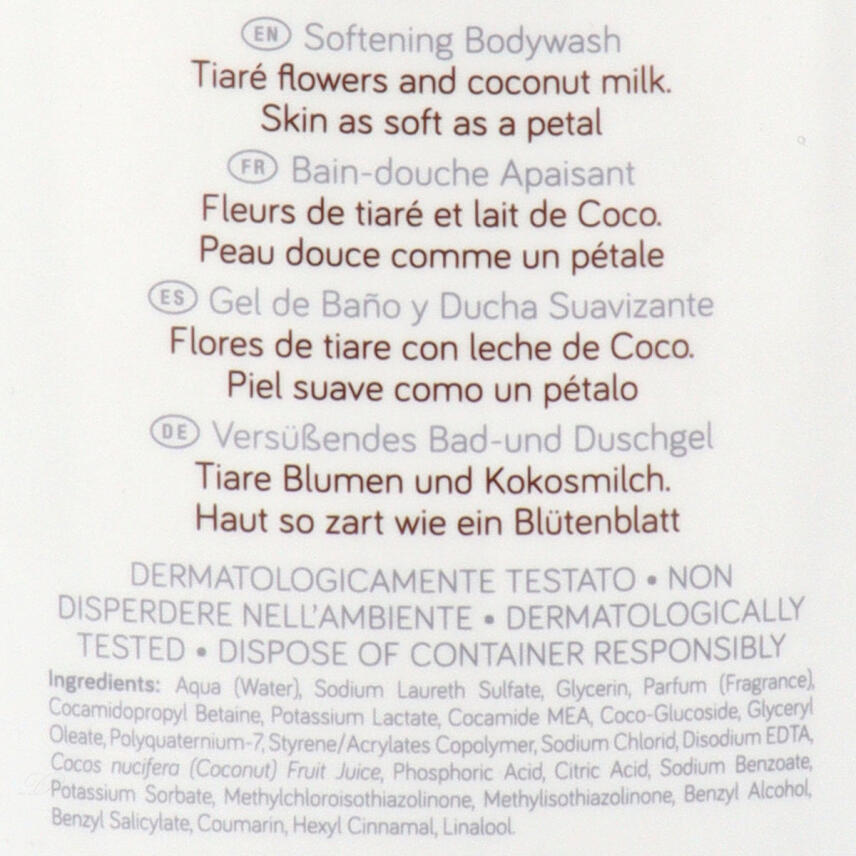 EN Softening Bodywash
Tiaré flowers and coconut milk.
Skin as soft as a petal
FR Bain-douche Apaisant
Fleurs de tiaré et lait de Coco.
Peau douce comme un pétale
ES Gel de Baño y Ducha Suavizante
Flores de tiare con leche de Coco.
Piel suave como un pétalo
DE Versüßendes Bad-und Duschgel
Tiare Blumen und Kokosmilch.
Haut so zart wie ein Blütenblatt
DERMATOLOGICAMENTE TESTATO • NON
DISPERDERE NELL'AMBIENTE • DERMATOLOGICALLY
TESTED • DISPOSE OF CONTAINER RESPONSIBLY
Ingredients: Aqua (Water), Sodium Laureth Sulfate, Glycerin, Parfum (Fragrance),
Cocamidopropyl Betaine, Potassium Lactate, Cocamide MEA, Coco-Glucoside, Glyceryl
Oleate, Polyquaternium-7, Styrene/Acrylates Copolymer, Sodium Chlorid, Disodium EDTA,
Cocos nucifera (Coconut) Fruit Juice, Phosphoric Acid, Citric Acid, Sodium Benzoate,
Potassium Sorbate, Methylchloroisothiazolinone, Methylisothiazolinone, Benzyl Alcohol,
Benzyl Salicylate, Coumarin, Hexyl Cinnamal, Linalool.